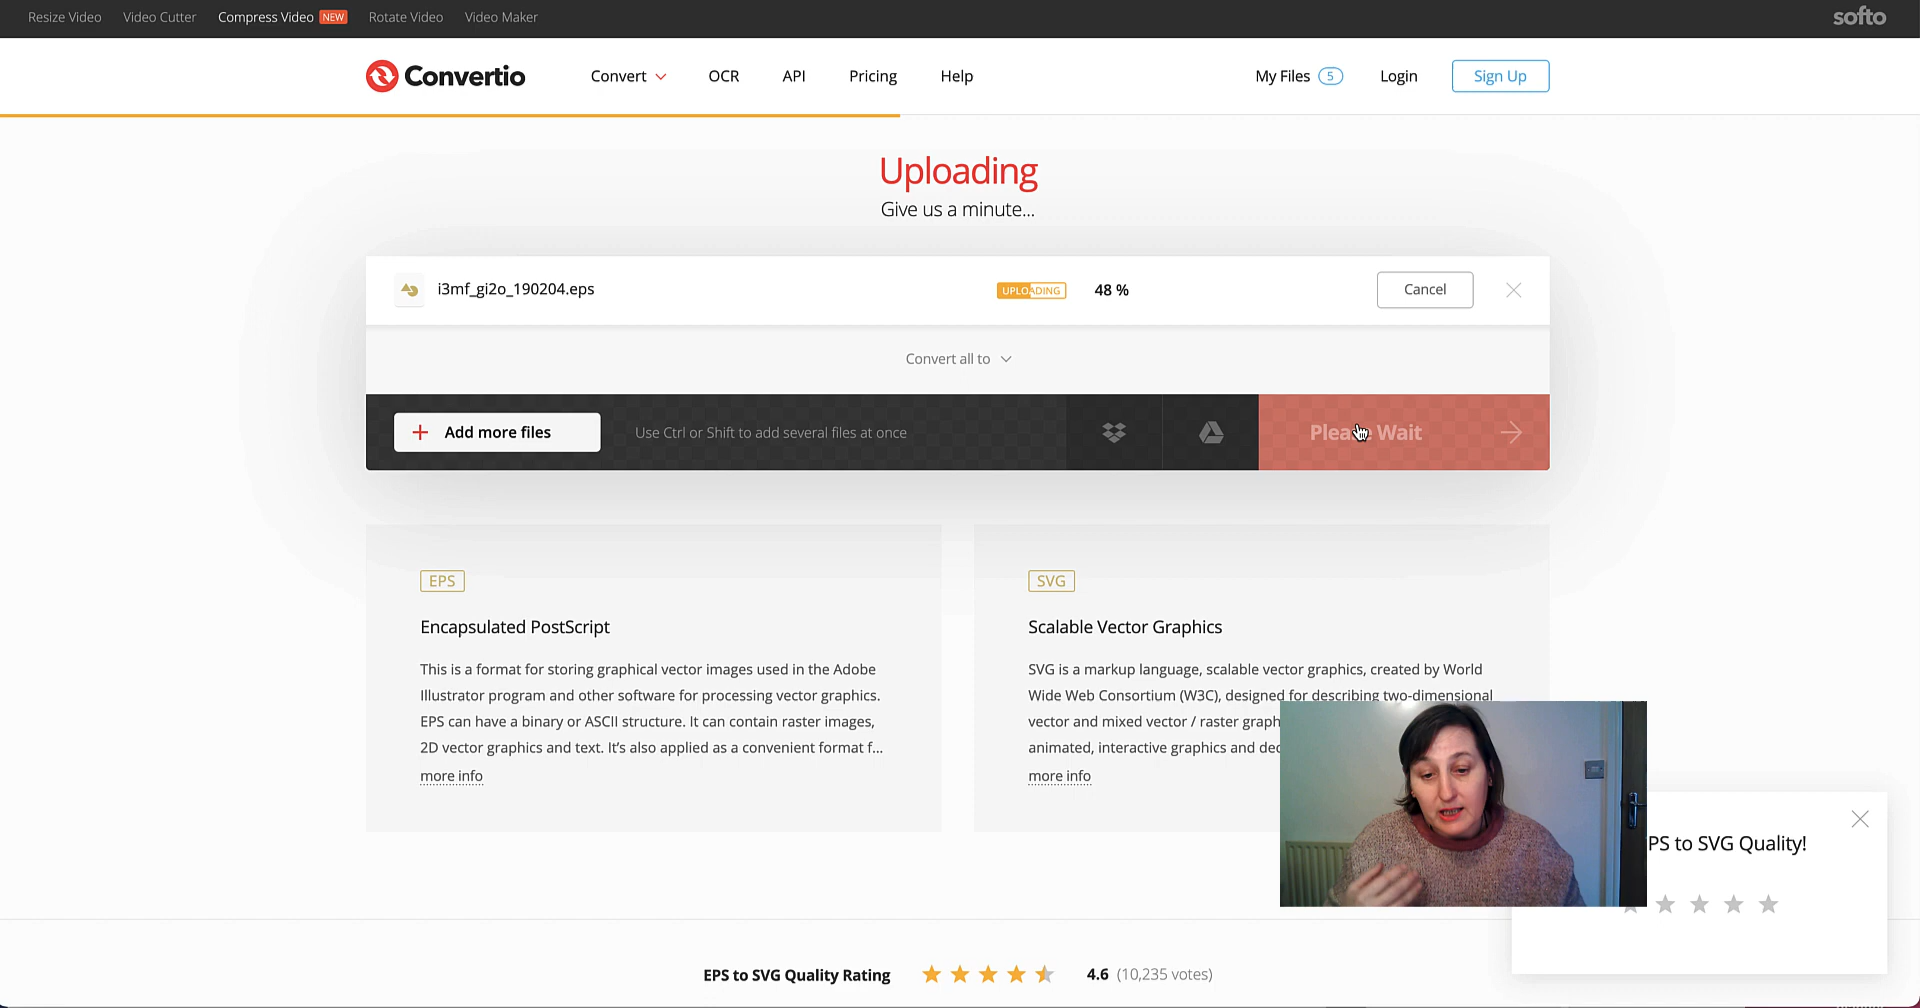 Resize Video Video Cutter Compress Video NEW Rotate Video Video Maker softo
Convertio Convert OCR API Pricing Help My Files 5 Login Sign Up
Uploading
Give us a minute...
i3mf_gi2o_190204.eps UPLOADING 48 % Cancel
Convert all to
Add more files Use Ctrl or Shift to add several files at once Please Wait
EPS
Encapsulated PostScript
This is a format for storing graphical vector images used in the Adobe
Illustrator program and other software for processing vector graphics.
EPS can have a binary or ASCII structure. It can contain raster images,
2D vector graphics and text. It's also applied as a convenient format f...
more info
SVG
Scalable Vector Graphics
SVG is a markup language, scalable vector graphics, created by World
Wide Web Consortium (W3C), designed for describing two-dimensional
vector and mixed vector / raster graph
animated, interactive graphics and dec
more info
PS to SVG Quality!
EPS to SVG Quality Rating 4.6 (10,235 votes)